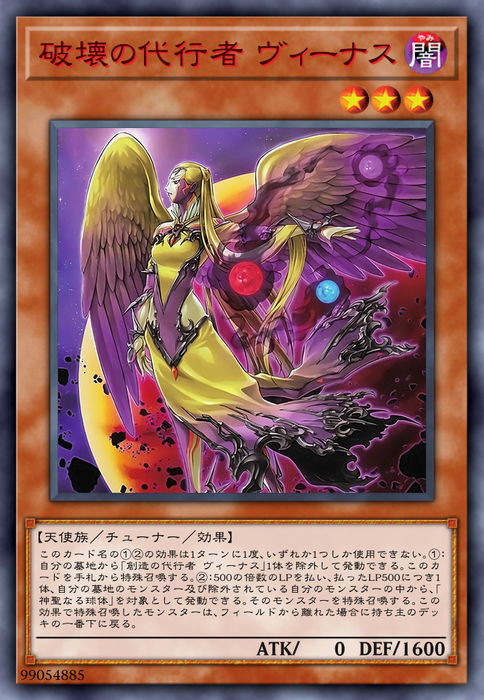 破壊の代行者 ヴィーナス
やみ
闇
【天使族／チューナー／効果】
このカード名の①②の効果は1ターンに1度、いずれか1つしか使用できない。①:
自分の墓地から「創造の代行者 ヴィーナス」1体を除外して発動できる。このカ
ードを手札から特殊召喚する。②:500の倍数のLPを払い、払ったLP500につき1
体、自分の墓地のモンスター及び除外されている自分のモンスターの中から、「
神聖なる球体」を対象として発動できる。そのモンスターを特殊召喚する。この
効果で特殊召喚したモンスターは、フィールドから離れた場合に持ち主のデッ
キの一番下に戻る。
ATK/ 0 DEF/1600
99054885